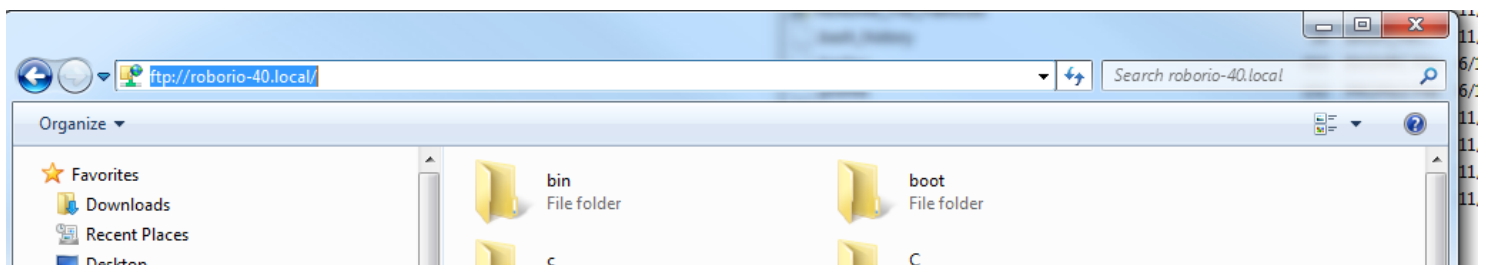 ftp://roborio-40.local/
Search roborio-40.local
Organize
Favorites
Downloads
Recent Places
Desktop
bin
File folder
boot
File folder
c
C